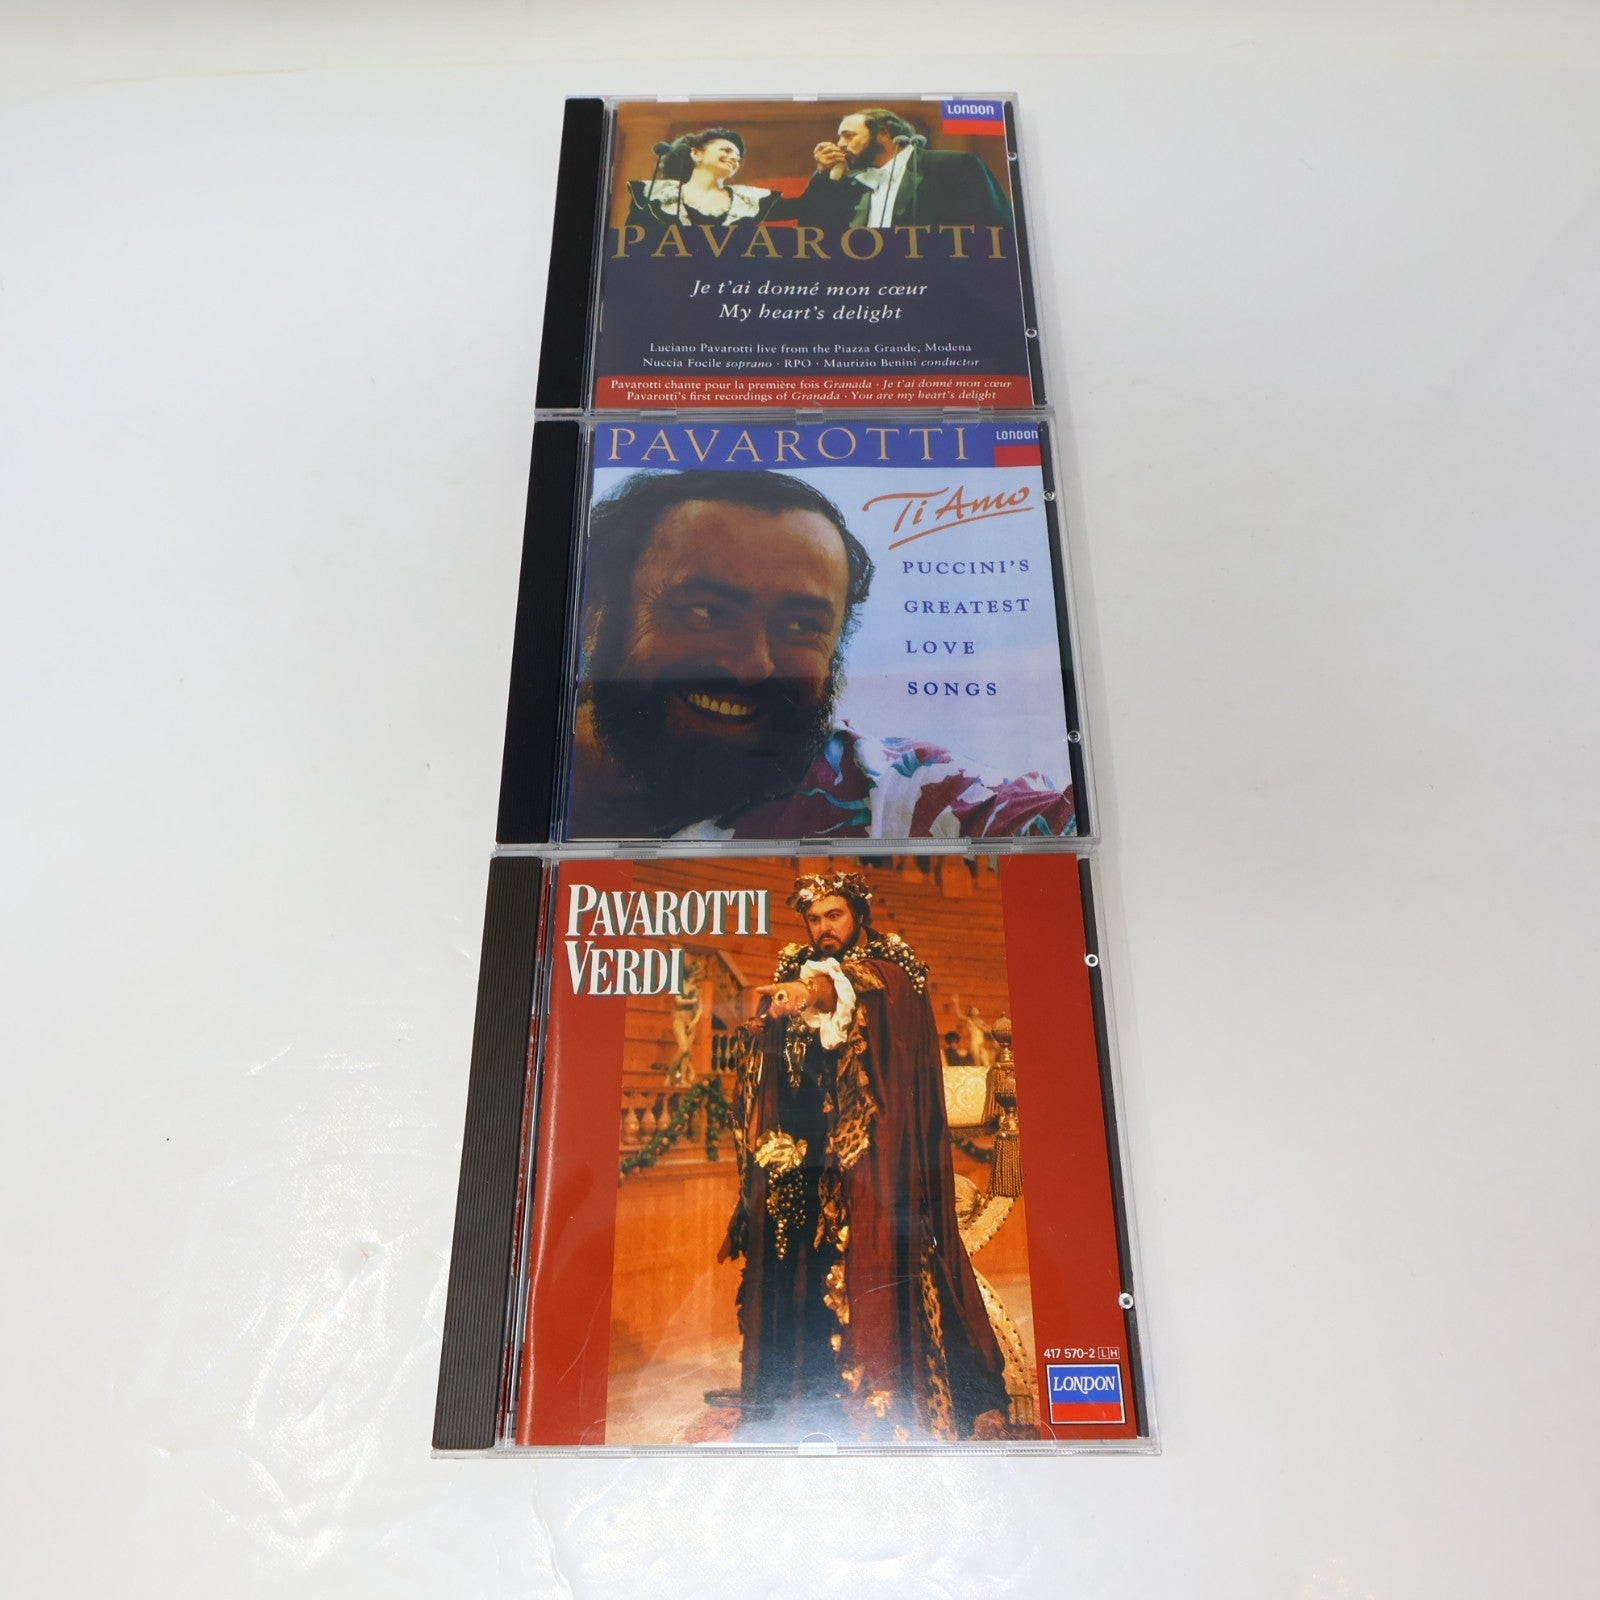 LONDON
PAVAROTTI
Je t'ai donné mon cœur
My heart's delight
Luciano Pavarotti live from the Piazza Grande, Modena
Nuccia Focile soprano · RPO · Maurizio Benini conductor
Pavarotti chante pour la première fois Granada · Je t'ai donné mon cœur
Pavarotti's first recordings of Granada · You are my heart's delight
PAVAROTTI
LONDON
Ti Amo
PUCCINI'S
GREATEST
LOVE
SONGS
PAVAROTTI
VERDI
417 570-2 LH
LONDON